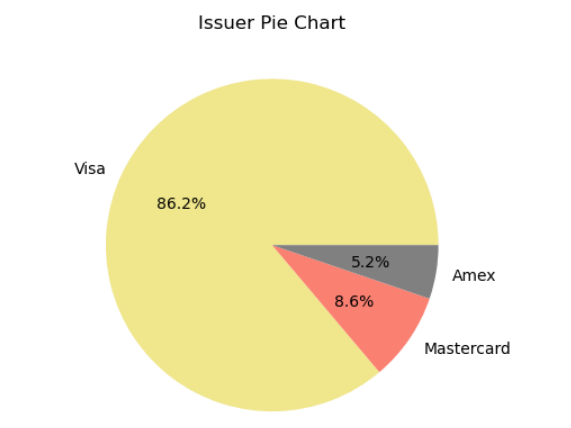 Issuer Pie Chart
Visa
86.2%
5.2%
Amex
8.6%
Mastercard